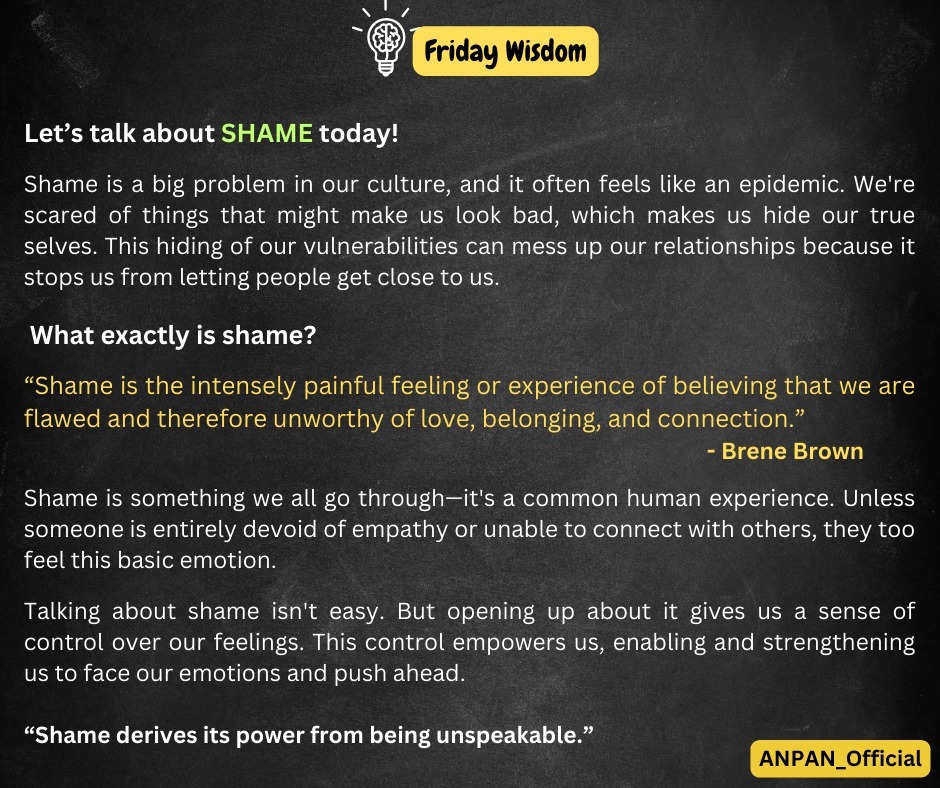 Friday Wisdom
Let’s talk about SHAME today!
Shame is a big problem in our culture, and it often feels like an epidemic. We're
scared of things that might make us look bad, which makes us hide our true
selves. This hiding of our vulnerabilities can mess up our relationships because it
stops us from letting people get close to us.
What exactly is shame?
“Shame is the intensely painful feeling or experience of believing that we are
flawed and therefore unworthy of love, belonging, and connection.”
- Brene Brown
Shame is something we all go through—it's a common human experience. Unless
someone is entirely devoid of empathy or unable to connect with others, they too
feel this basic emotion.
Talking about shame isn't easy. But opening up about it gives us a sense of
control over our feelings. This control empowers us, enabling and strengthening
us to face our emotions and push ahead.
“Shame derives its power from being unspeakable.”
ANPAN_Official